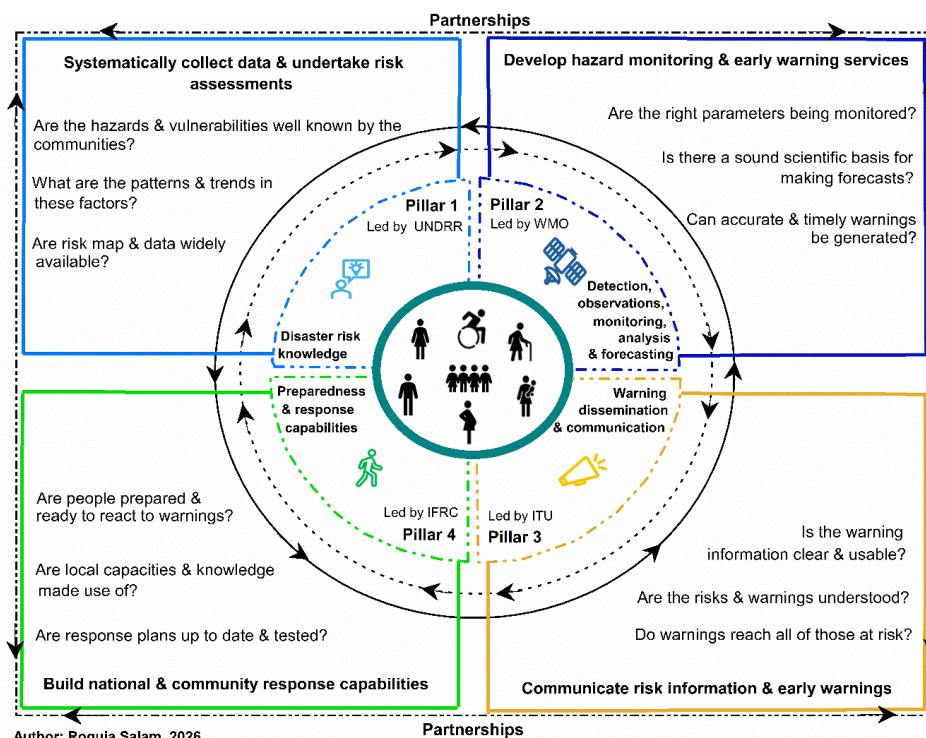 Partnerships
Systematically collect data & undertake risk
assessments
Are the hazards & vulnerabilities well known by the
communities?
What are the patterns & trends in
these factors?
Are risk map & data widely
available?
Develop hazard monitoring & early warning services
Are the right parameters being monitored?
Is there a sound scientific basis for
making forecasts?
Can accurate & timely warnings
be generated?
Pillar 1
Led by UNDRR
Disaster risk
knowledge
Pillar 2
Led by WMO
Detection,
observations,
monitoring,
analysis
& forecasting
Preparedness
& response
capabilities
Led by IFRC
Pillar 4
Warning
dissemination
& communication
Led by ITU
Pillar 3
Are people prepared &
ready to react to warnings?
Are local capacities & knowledge
made use of?
Are response plans up to date & tested?
Build national & community response capabilities
Is the warning
information clear & usable?
Are the risks & warnings understood?
Do warnings reach all of those at risk?
Communicate risk information & early warnings
Partnerships
Author: Roquia Salam, 2026